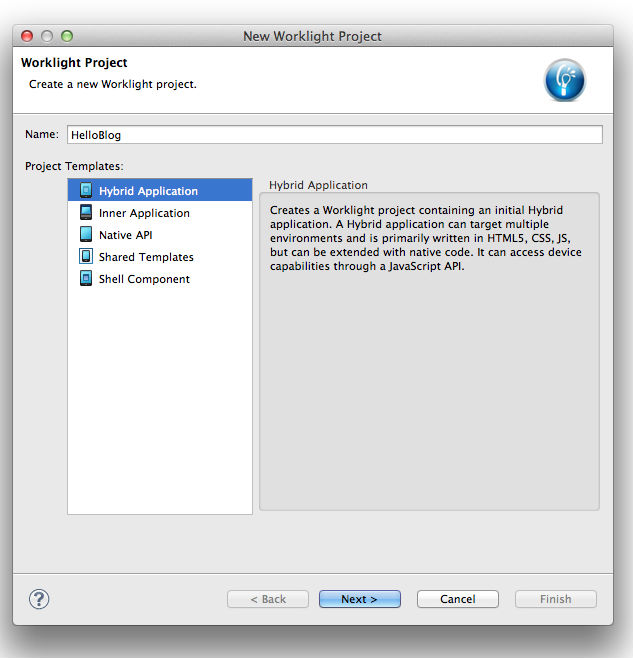 New Worklight Project
Worklight Project
Create a new Worklight project.
Name: HelloBlog
Project Templates:
Hybrid Application
Inner Application
Native API
Shared Templates
Shell Component
Hybrid Application
Creates a Worklight project containing an initial Hybrid
application. A Hybrid application can target multiple
environments and is primarily written in HTML5, CSS, JS,
but can be extended with native code. It can access device
capabilities through a JavaScript API.
?
< Back
Next >
Cancel
Finish